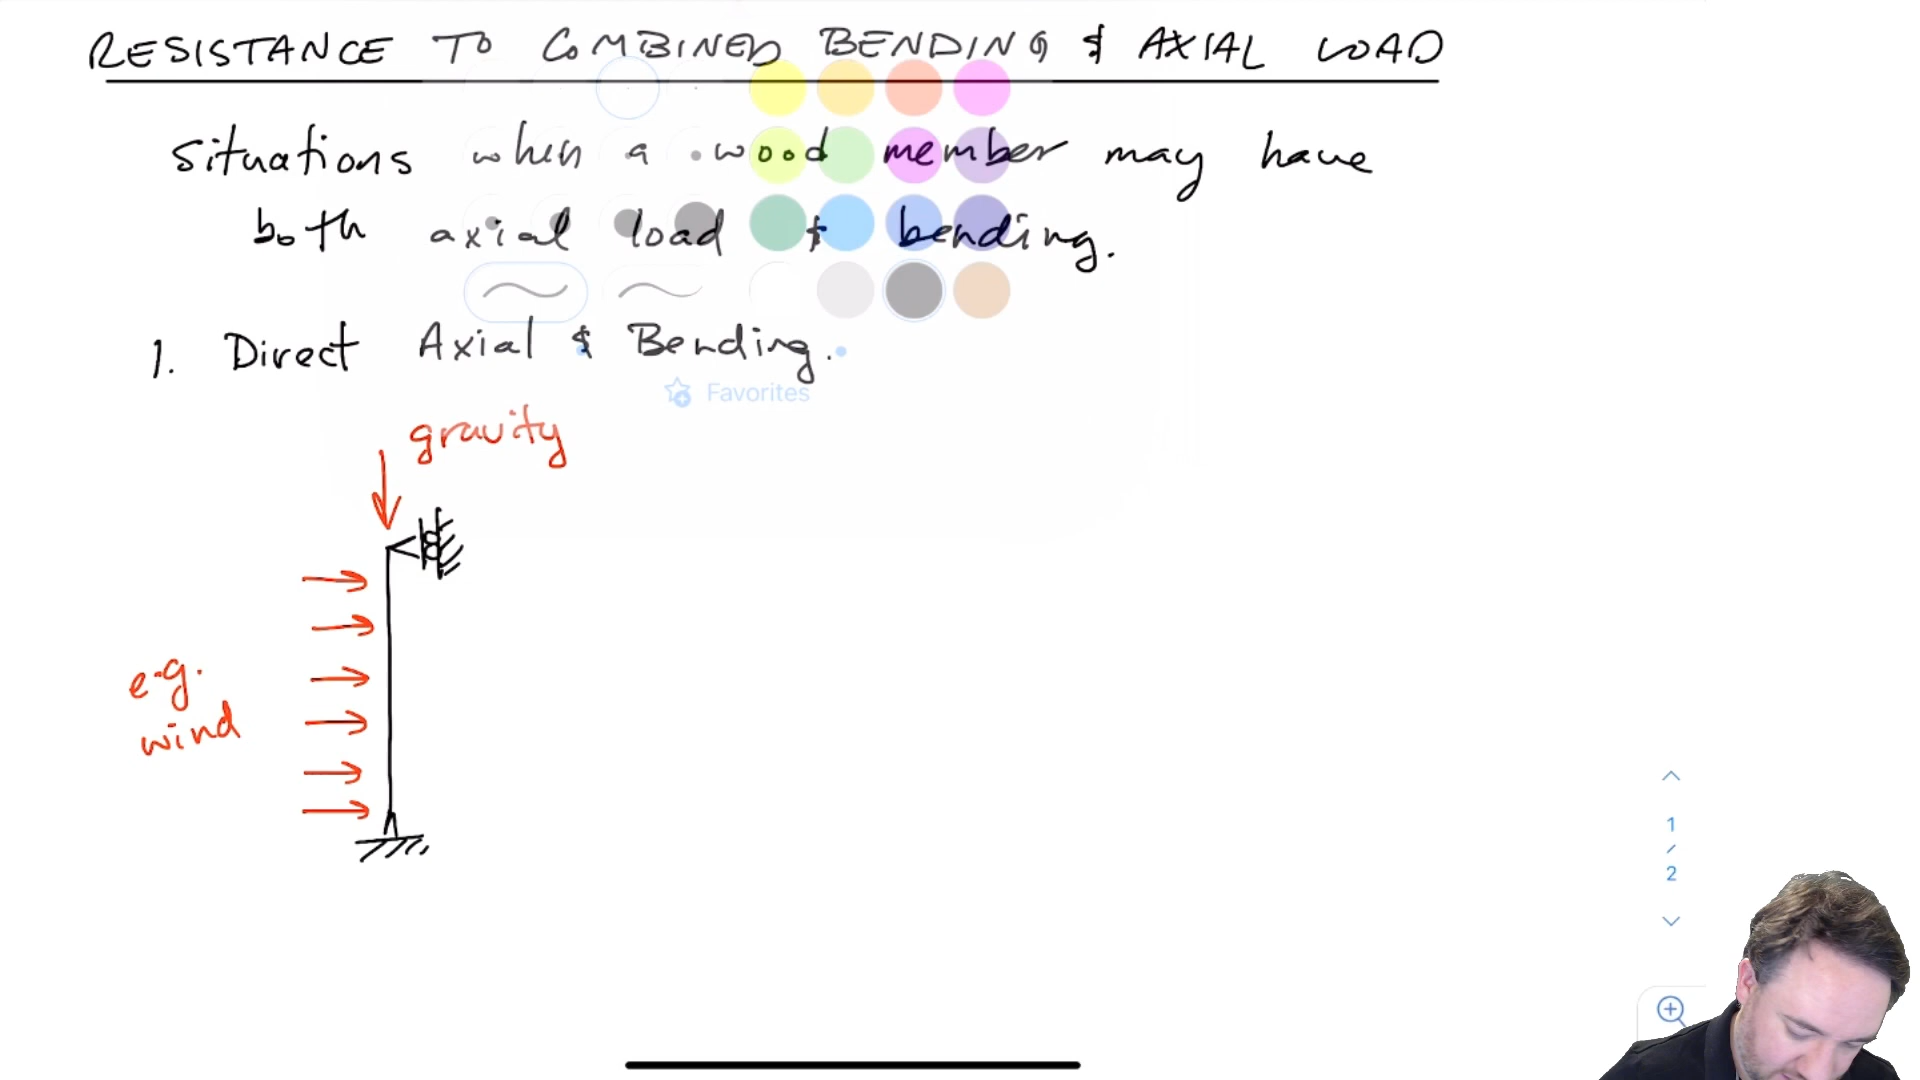 RESISTANCE TO COMBINED BENDING & AXIAL LOAD
situations when a wood member may have
both axial load & bending.
1. Direct Axial & Bending.
Favorites
gravity
e.g.
wind
1
/
2